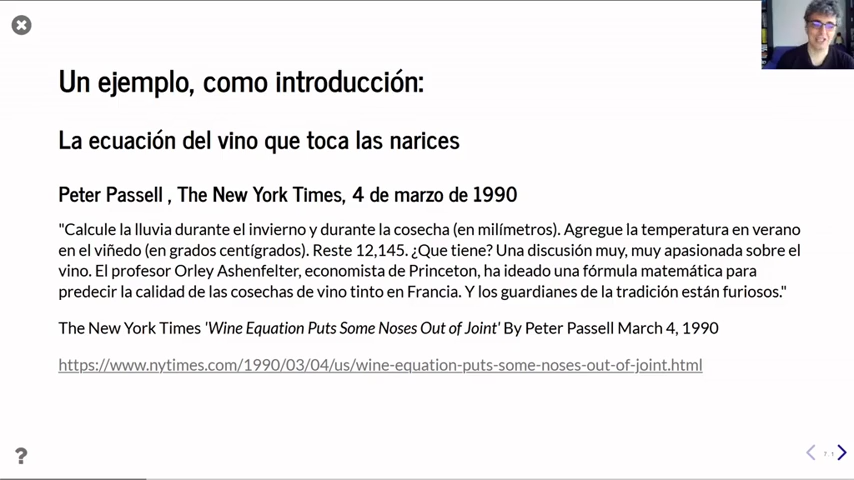 Un ejemplo, como introducción:
La ecuación del vino que toca las narices
Peter Passell , The New York Times, 4 de marzo de 1990
"Calcule la lluvia durante el invierno y durante la cosecha (en milímetros). Agregue la temperatura en verano
en el viñedo (en grados centígrados). Reste 12,145. ¿Que tiene? Una discusión muy, muy apasionada sobre el
vino. El profesor Orley Ashenfelter, economista de Princeton, ha ideado una fórmula matemática para
predecir la calidad de las cosechas de vino tinto en Francia. Y los guardianes de la tradición están furiosos."
The New York Times 'Wine Equation Puts Some Noses Out of Joint' By Peter Passell March 4, 1990
https://www.nytimes.com/1990/03/04/us/wine-equation-puts-some-noses-out-of-joint.html
?
7.1